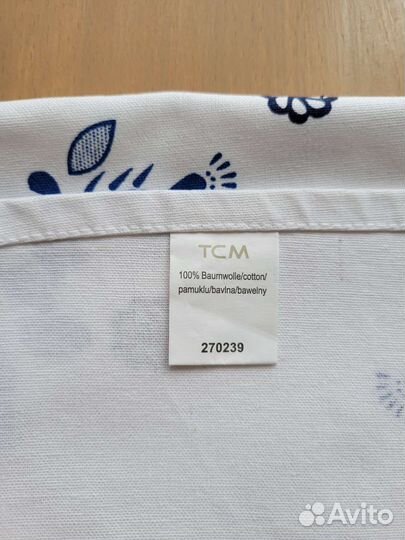 TCM
100% Baumwolle/cotton/
pamuklu/bavlna/bawelny
270239
Avito